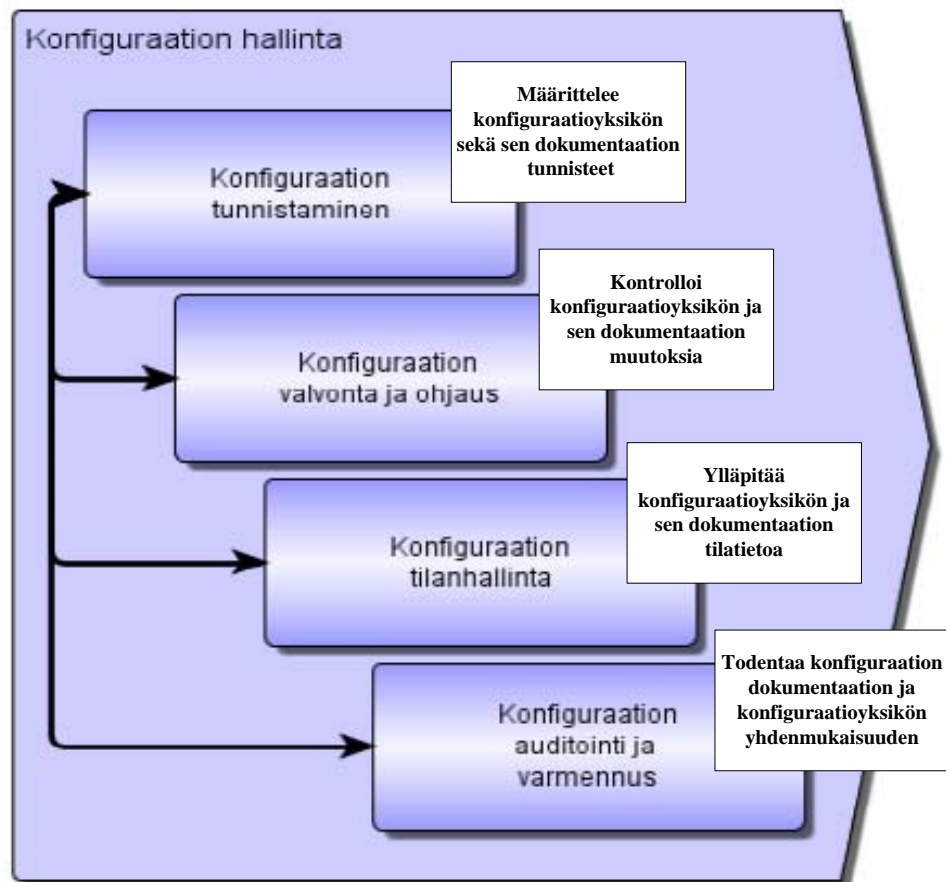 Konfiguraation hallinta
Määrittelee
konfiguraatioyksikön
sekä sen dokumentaation
tunnisteet
Konfiguraation
tunnistaminen
Kontrolloi
konfiguraatioyksikön ja
sen dokumentaation
muutoksia
Konfiguraation
valvonta ja ohjaus
Ylläpitää
konfiguraatioyksikön ja
sen dokumentaation
tilatietoa
Konfiguraation
tilanhallinta
Todentaa konfiguraation
dokumentaation ja
konfiguraatioyksikön
yhdenmukaisuuden
Konfiguraation
auditointi ja
varmennus